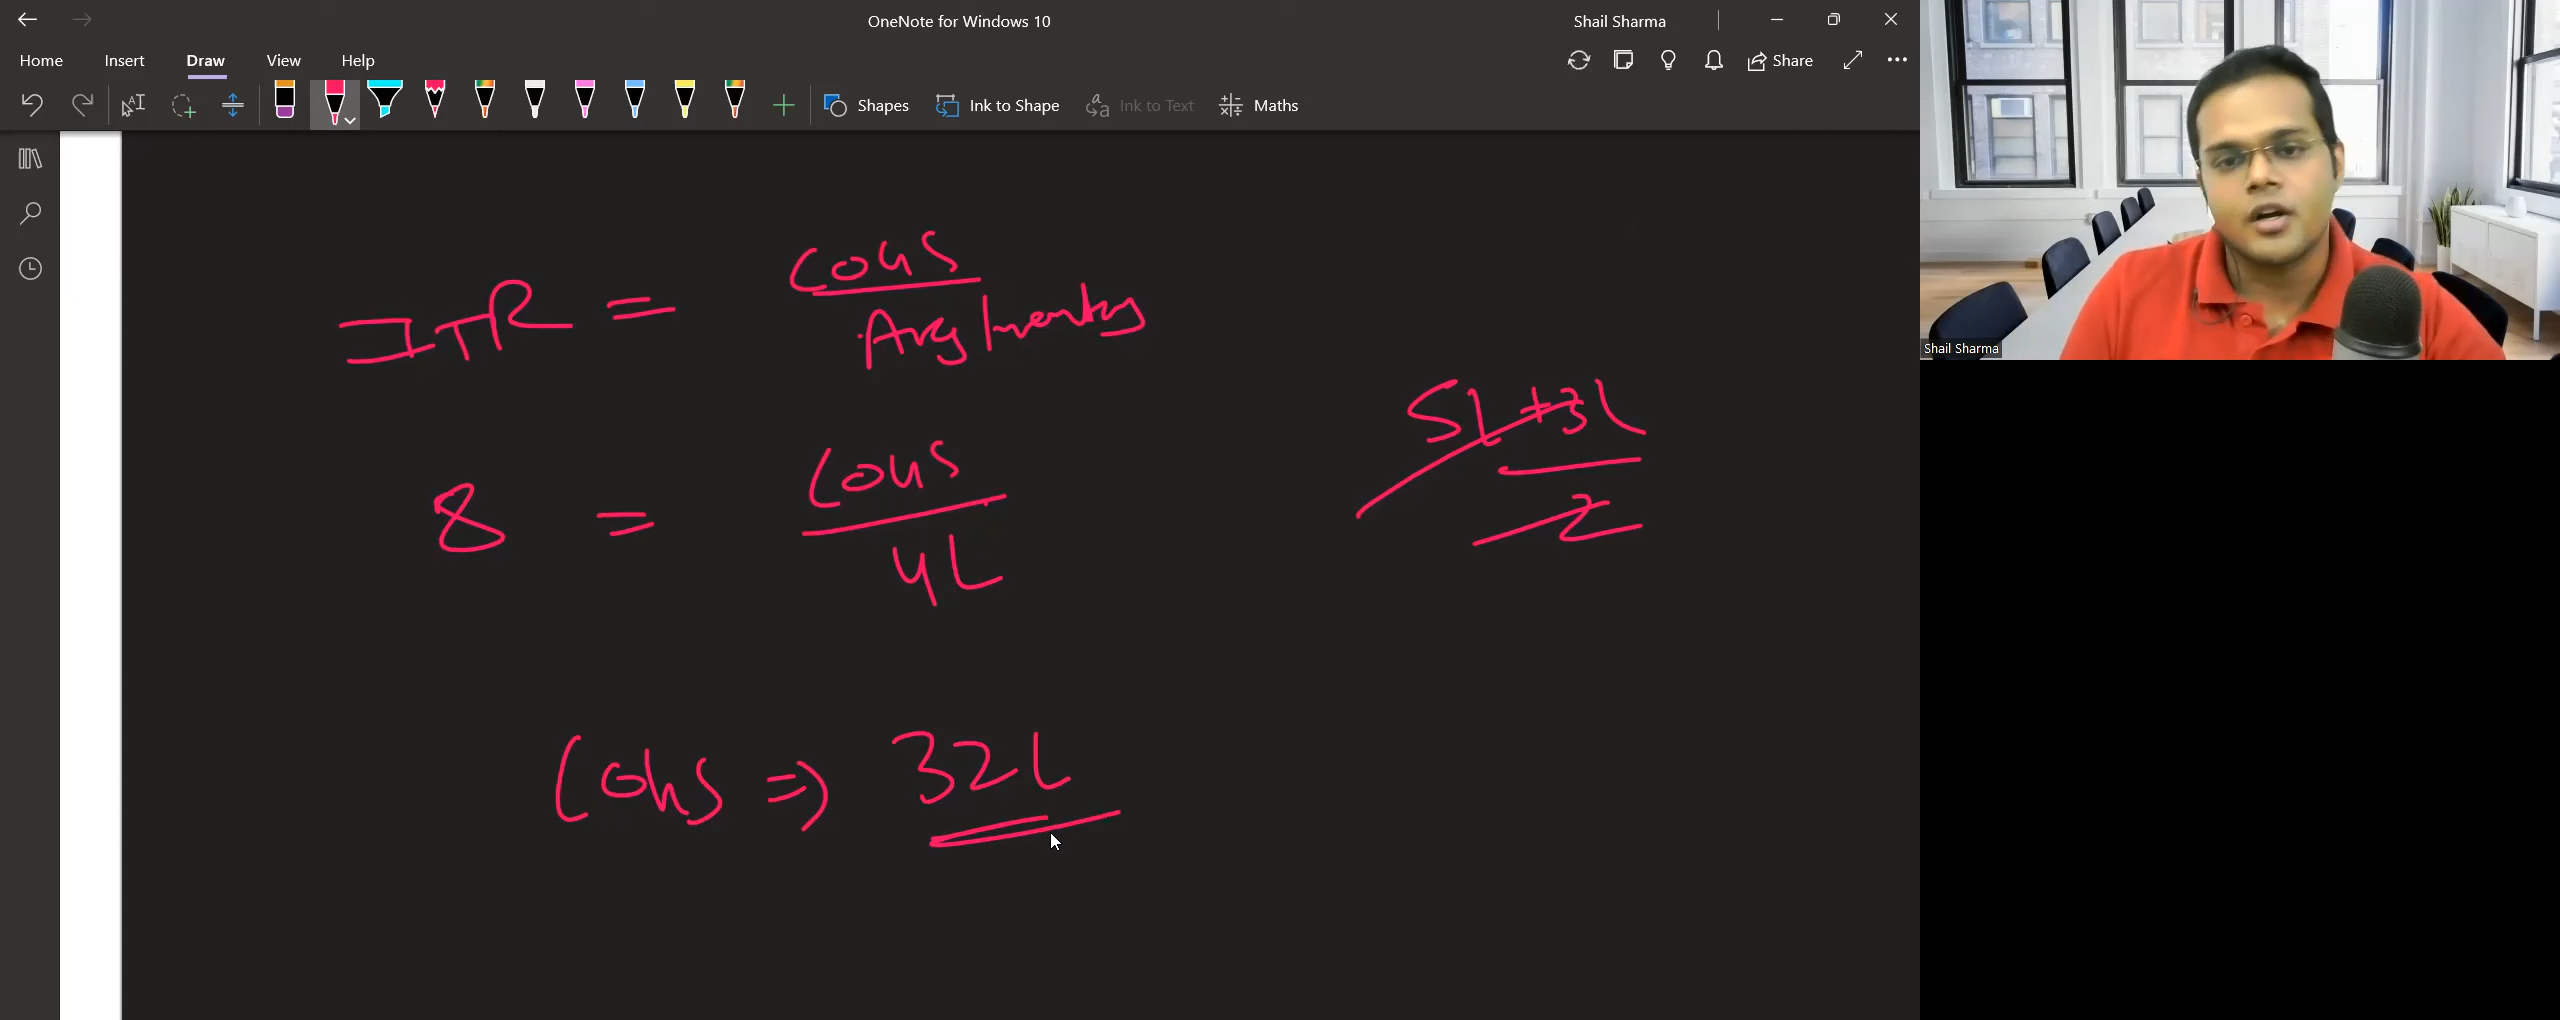 OneNote for Windows 10
Shail Sharma
Home Insert Draw View Help
Share
Shapes Ink to Shape Ink to Text Maths
Shail Sharma
ITR = COGS
Avg Inventory
8 = COGS
4L
5L +3L
2
COGS => 32L